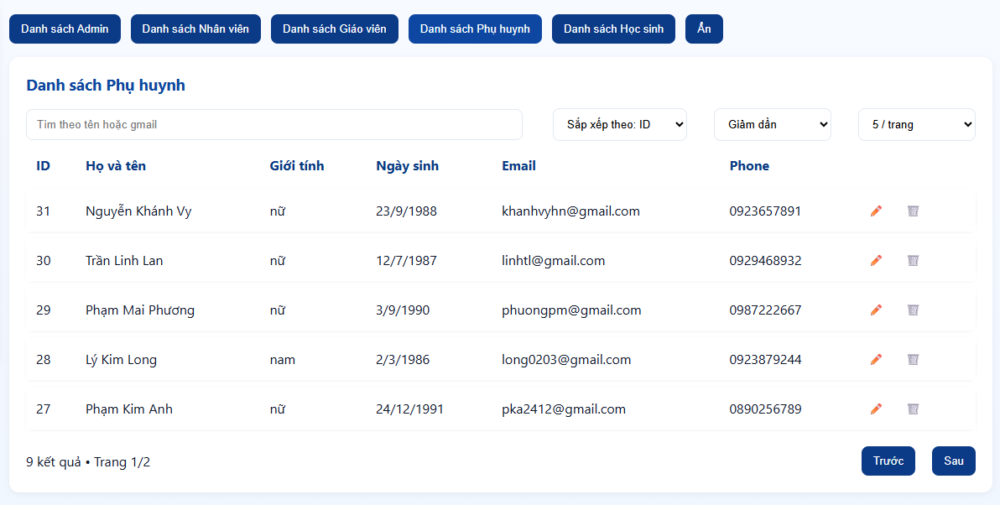 Danh sách Admin Danh sách Nhân viên Danh sách Giáo viên Danh sách Phụ huynh Danh sách Học sinh Ẩn
Danh sách Phụ huynh
Tìm theo tên hoặc gmail Sắp xếp theo: ID Giảm dần 5 / trang
ID Họ và tên Giới tính Ngày sinh Email Phone
31 Nguyễn Khánh Vy nữ 23/9/1988 khanhvyhn@gmail.com 0923657891
30 Trần Linh Lan nữ 12/7/1987 linhtl@gmail.com 0929468932
29 Phạm Mai Phương nữ 3/9/1990 phuongpm@gmail.com 0987222667
28 Lý Kim Long nam 2/3/1986 long0203@gmail.com 0923879244
27 Phạm Kim Anh nữ 24/12/1991 pka2412@gmail.com 0890256789
9 kết quả • Trang 1/2 Trước Sau